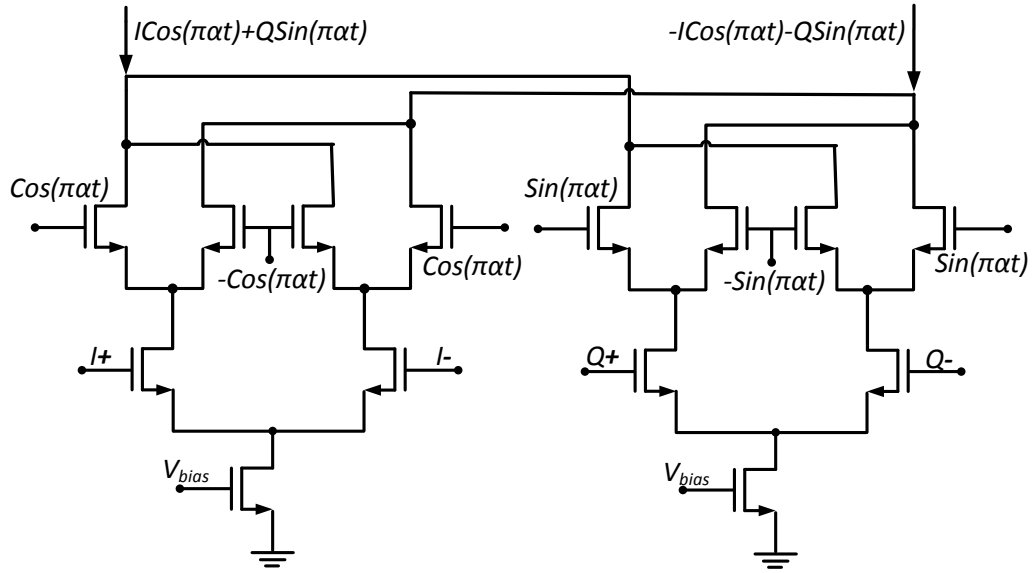 ICos(παt)+QSin(παt)
-ICos(παt)-QSin(παt)
Cos(παt)
Sin(παt)
-Cos(παt)
Cos(παt)
-Sin(παt)
Sin(παt)
I+
I-
Q+
Q-
Vbias
Vbias